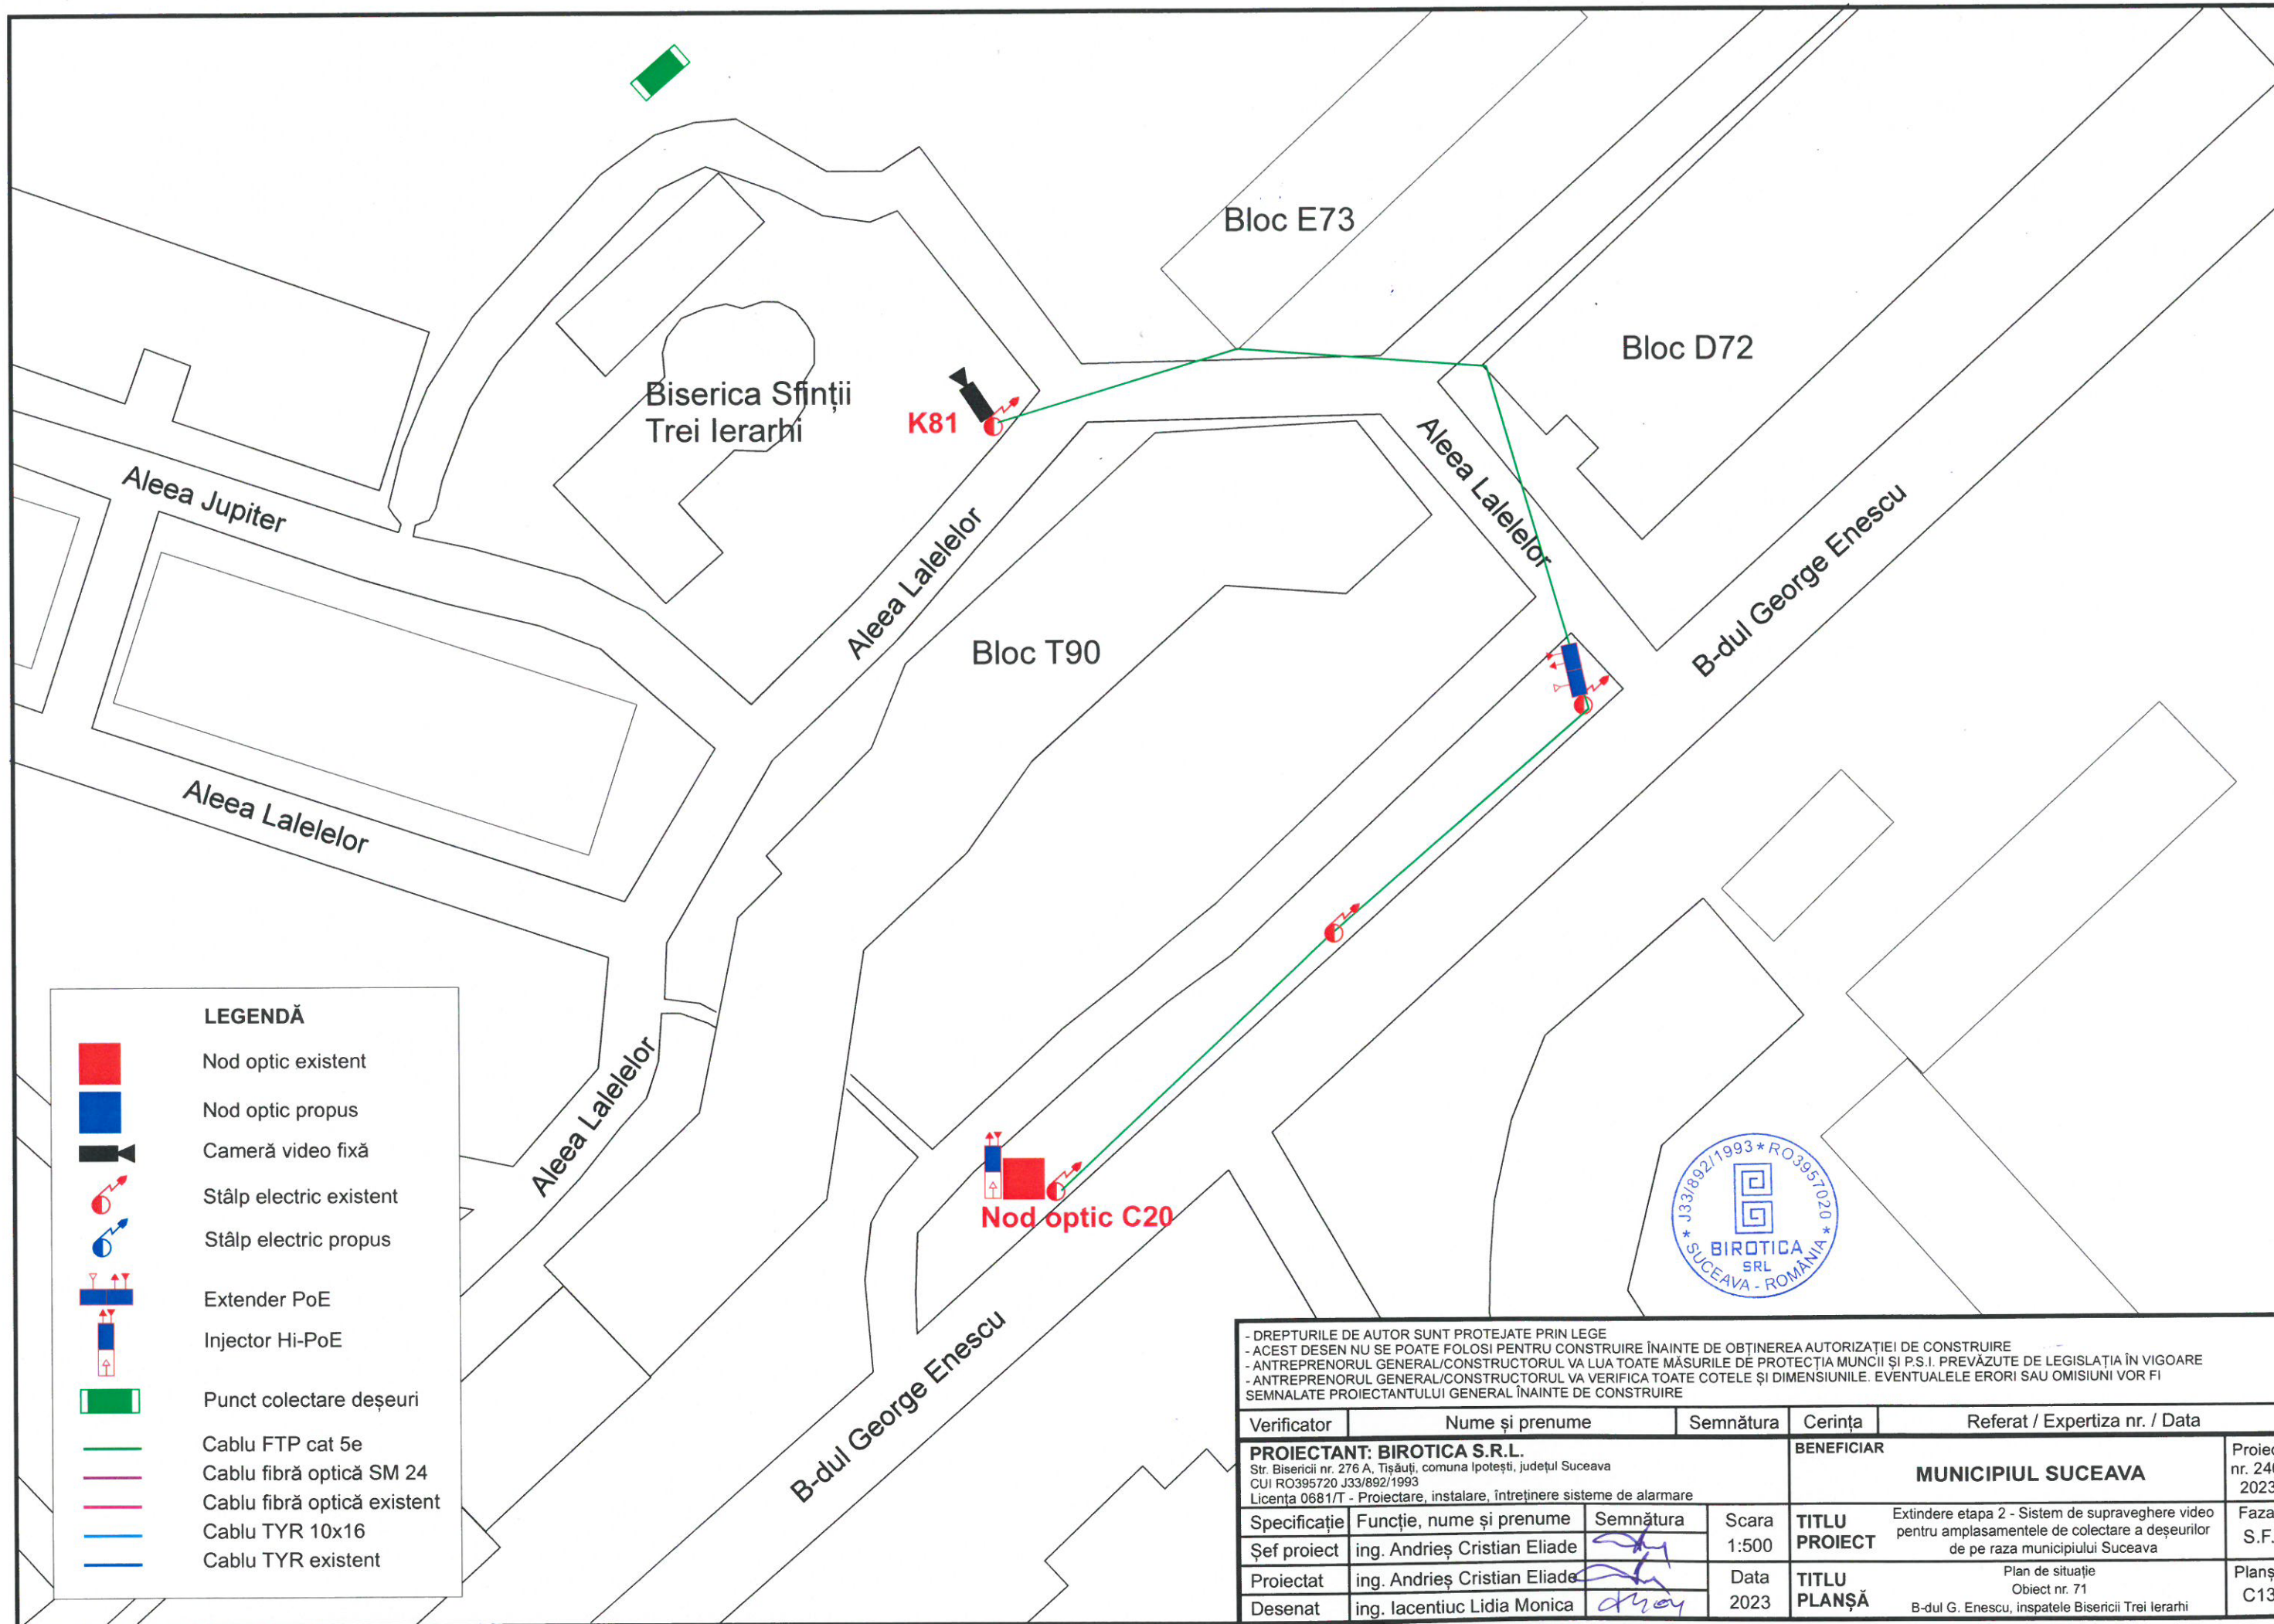 Bloc E73
Bloc D72
Biserica Sfinții
Trei Ierarhi
K81
Aleea Jupiter
Aleea Lalelelor
Aleea Lalelelor
B-dul George Enescu
Bloc T90
Aleea Lalelelor
Aleea Lalelelor
Nod optic C20
B-dul George Enescu
LEGENDĂ
Nod optic existent
Nod optic propus
Cameră video fixă
Stâlp electric existent
Stâlp electric propus
Extender PoE
Injector Hi-PoE
Punct colectare deșeuri
Cablu FTP cat 5e
Cablu fibră optică SM 24
Cablu fibră optică existent
Cablu TYR 10x16
Cablu TYR existent
* J33/892/1993 * RO3957020 *
BIROTICA
SRL
SUCEAVA - ROMÂNIA
- DREPTURILE DE AUTOR SUNT PROTEJATE PRIN LEGE
- ACEST DESEN NU SE POATE FOLOSI PENTRU CONSTRUIRE ÎNAINTE DE OBȚINEREA AUTORIZAȚIEI DE CONSTRUIRE
- ANTREPRENORUL GENERAL/CONSTRUCTORUL VA LUA TOATE MĂSURILE DE PROTECȚIA MUNCII ȘI P.S.I. PREVĂZUTE DE LEGISLAȚIA ÎN VIGOARE
- ANTREPRENORUL GENERAL/CONSTRUCTORUL VA VERIFICA TOATE COTELE ȘI DIMENSIUNILE. EVENTUALELE ERORI SAU OMISIUNI VOR FI
SEMNALATE PROIECTANTULUI GENERAL ÎNAINTE DE CONSTRUIRE
Verificator Nume și prenume Semnătura Cerința Referat / Expertiza nr. / Data
PROIECTANT: BIROTICA S.R.L.
Str. Bisericii nr. 276 A, Tișăuți, comuna Ipotești, județul Suceava
CUI RO395720 J33/892/1993
Licența 0681/T - Proiectare, instalare, întreținere sisteme de alarmare
BENEFICIAR
MUNICIPIUL SUCEAVA
Proiec
nr. 24
2023
Specificație Funcție, nume și prenume Semnătura
Șef proiect ing. Andrieș Cristian Eliade
Proiectat ing. Andrieș Cristian Eliade
Desenat ing. Iacentiuc Lidia Monica
Scara
1:500
Data
2023
TITLU
PROIECT
Extindere etapa 2 - Sistem de supraveghere video
pentru amplasamentele de colectare a deșeurilor
de pe raza municipiului Suceava
Faza
S.F.
TITLU
PLANȘĂ
Plan de situație
Obiect nr. 71
B-dul G. Enescu, inspatele Bisericii Trei Ierarhi
Planș
C13